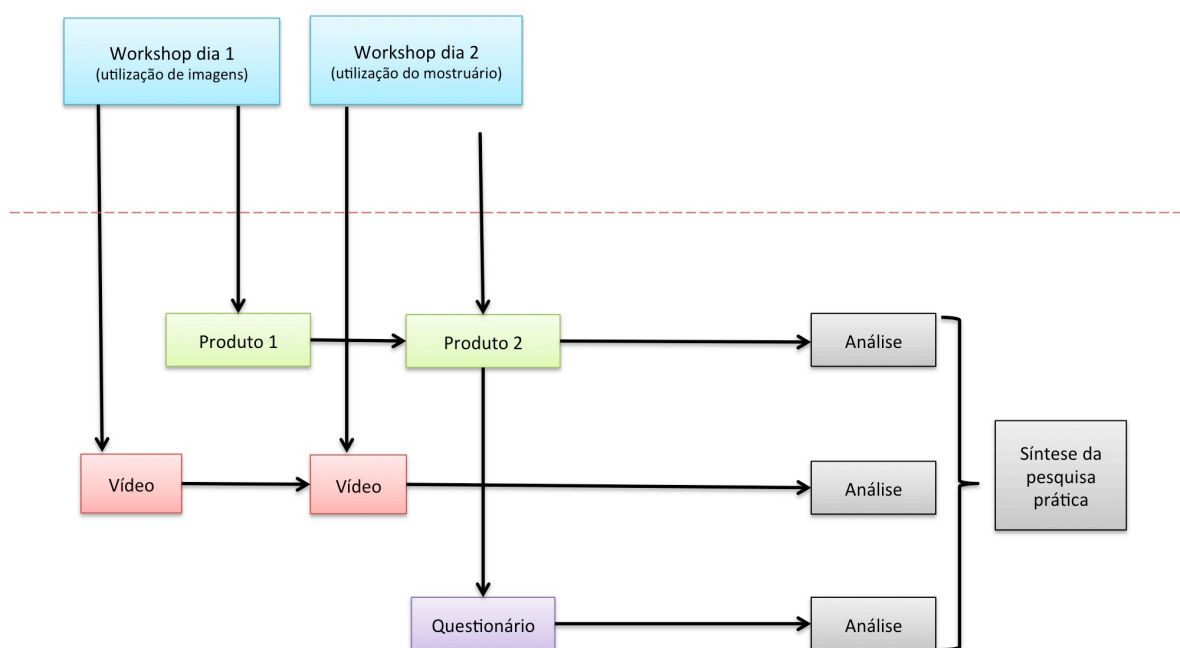 Workshop dia 1
(utilização de imagens)
Workshop dia 2
(utilização do mostruário)
Produto 1
Produto 2
Análise
Vídeo
Vídeo
Análise
Síntese da
pesquisa
prática
Questionário
Análise